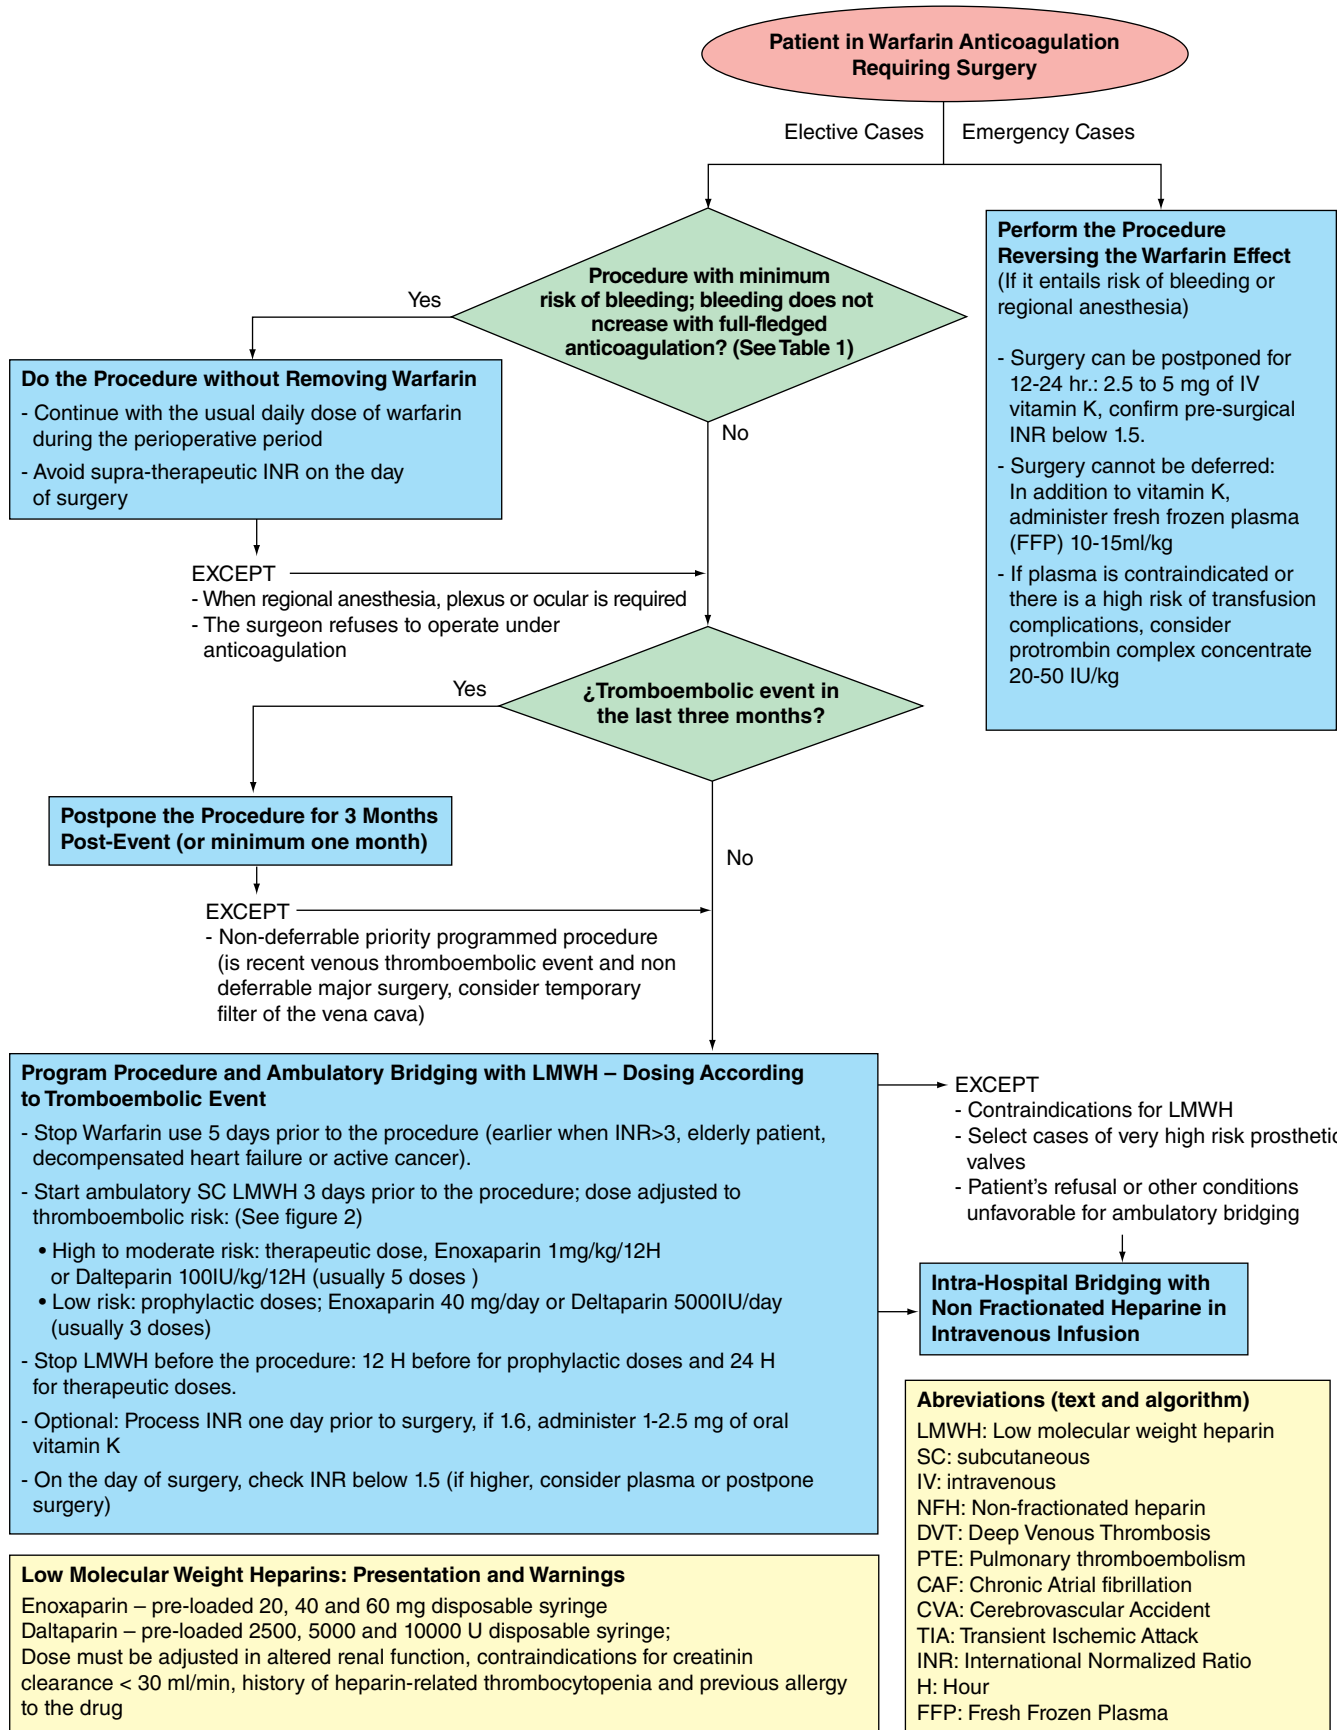 Patient in Warfarin Anticoagulation
Requiring Surgery
Elective Cases
Emergency Cases
Procedure with minimum
risk of bleeding; bleeding does not
ncrease with full-fledged
anticoagulation? (See Table 1)
Yes
No
Perform the Procedure
Reversing the Warfarin Effect
(If it entails risk of bleeding or
regional anesthesia)
- Surgery can be postponed for
12-24 hr.: 2.5 to 5 mg of IV
vitamin K, confirm pre-surgical
INR below 1.5.
- Surgery cannot be deferred:
In addition to vitamin K,
administer fresh frozen plasma
(FFP) 10-15ml/kg
- If plasma is contraindicated or
there is a high risk of transfusion
complications, consider
protrombin complex concentrate
20-50 IU/kg
Do the Procedure without Removing Warfarin
- Continue with the usual daily dose of warfarin
during the perioperative period
- Avoid supra-therapeutic INR on the day
of surgery
EXCEPT
- When regional anesthesia, plexus or ocular is required
- The surgeon refuses to operate under
anticoagulation
¿Tromboembolic event in
the last three months?
Yes
No
Postpone the Procedure for 3 Months
Post-Event (or minimum one month)
EXCEPT
- Non-deferrable priority programmed procedure
(is recent venous thromboembolic event and non
deferrable major surgery, consider temporary
filter of the vena cava)
Program Procedure and Ambulatory Bridging with LMWH – Dosing According
to Tromboembolic Event
- Stop Warfarin use 5 days prior to the procedure (earlier when INR>3, elderly patient,
decompensated heart failure or active cancer).
- Start ambulatory SC LMWH 3 days prior to the procedure; dose adjusted to
thromboembolic risk: (See figure 2)
• High to moderate risk: therapeutic dose, Enoxaparin 1mg/kg/12H
or Dalteparin 100IU/kg/12H (usually 5 doses )
• Low risk: prophylactic doses; Enoxaparin 40 mg/day or Deltaparin 5000IU/day
(usually 3 doses)
- Stop LMWH before the procedure: 12 H before for prophylactic doses and 24 H
for therapeutic doses.
- Optional: Process INR one day prior to surgery, if 1.6, administer 1-2.5 mg of oral
vitamin K
- On the day of surgery, check INR below 1.5 (if higher, consider plasma or postpone
surgery)
EXCEPT
- Contraindications for LMWH
- Select cases of very high risk prosthetic
valves
- Patient's refusal or other conditions
unfavorable for ambulatory bridging
Intra-Hospital Bridging with
Non Fractionated Heparine in
Intravenous Infusion
Low Molecular Weight Heparins: Presentation and Warnings
Enoxaparin – pre-loaded 20, 40 and 60 mg disposable syringe
Daltaparin – pre-loaded 2500, 5000 and 10000 U disposable syringe;
Dose must be adjusted in altered renal function, contraindications for creatinin
clearance < 30 ml/min, history of heparin-related thrombocytopenia and previous allergy
to the drug
Abreviations (text and algorithm)
LMWH: Low molecular weight heparin
SC: subcutaneous
IV: intravenous
NFH: Non-fractionated heparin
DVT: Deep Venous Thrombosis
PTE: Pulmonary thromboembolism
CAF: Chronic Atrial fibrillation
CVA: Cerebrovascular Accident
TIA: Transient Ischemic Attack
INR: International Normalized Ratio
H: Hour
FFP: Fresh Frozen Plasma